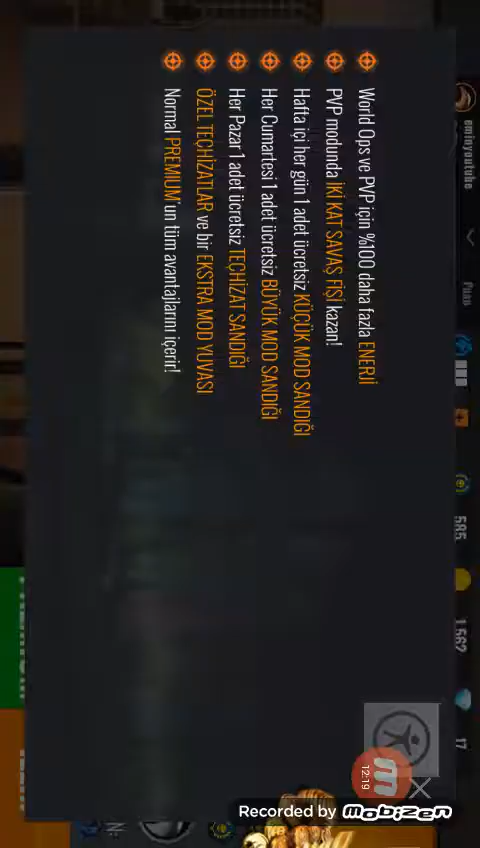 World Ops ve PVP için %100 daha fazla ENERJİ
PVP modunda İKİ KAT SAVAŞ FİŞİ kazan!
Hafta içi her gün 1 adet ücretsiz KÜÇÜK MOD SANDIĞI
Her Cumartesi 1 adet ücretsiz BÜYÜK MOD SANDIĞI
Her Pazar 1 adet ücretsiz TEÇHİZAT SANDIĞI
ÖZEL TEÇHİZATLAR ve bir EKSTRA MOD YUVASI
Normal PREMIUM'un tüm avantajlarını içerir!
eminyoutube
585
1.562
17
12:19
Recorded by mobizen